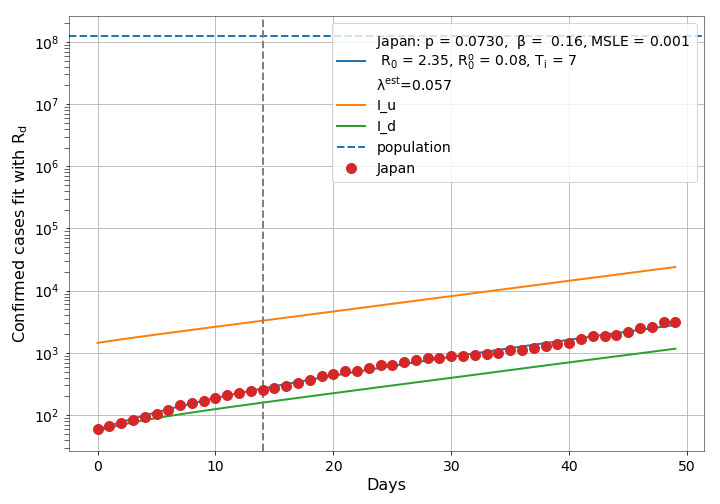 Japan: p = 0.0730, β = 0.16, MSLE = 0.001
R₀ = 2.35, R₀ᵒ = 0.08, Tᵢ = 7
λᵉˢᵗ=0.057
I_u
I_d
population
Japan
Confirmed cases fit with R_d
10⁸
10⁷
10⁶
10⁵
10⁴
10³
10²
0 10 20 30 40 50
Days